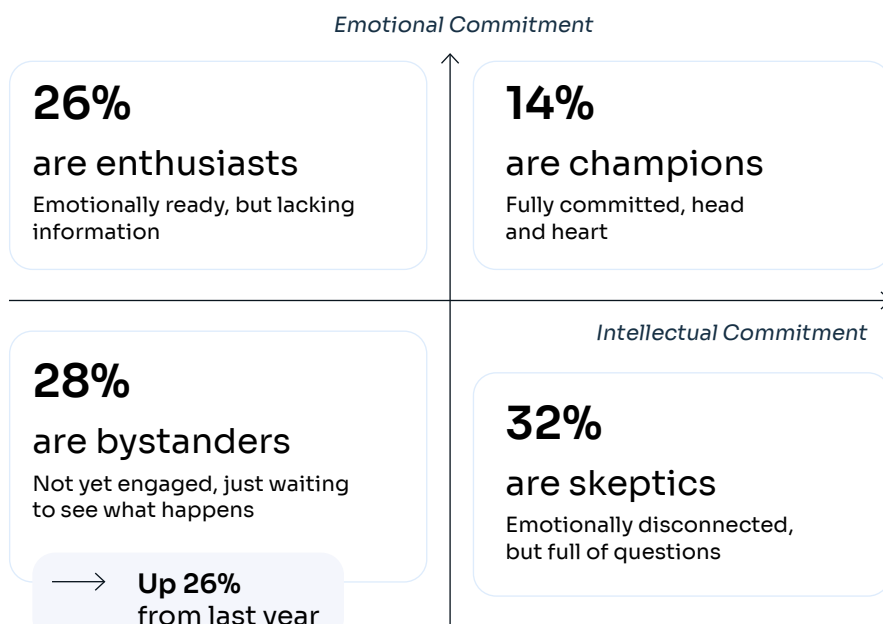 Emotional Commitment
26%
are enthusiasts
Emotionally ready, but lacking
information
14%
are champions
Fully committed, head
and heart
Intellectual Commitment
28%
are bystanders
Not yet engaged, just waiting
to see what happens
Up 26%
from last year
32%
are skeptics
Emotionally disconnected,
but full of questions